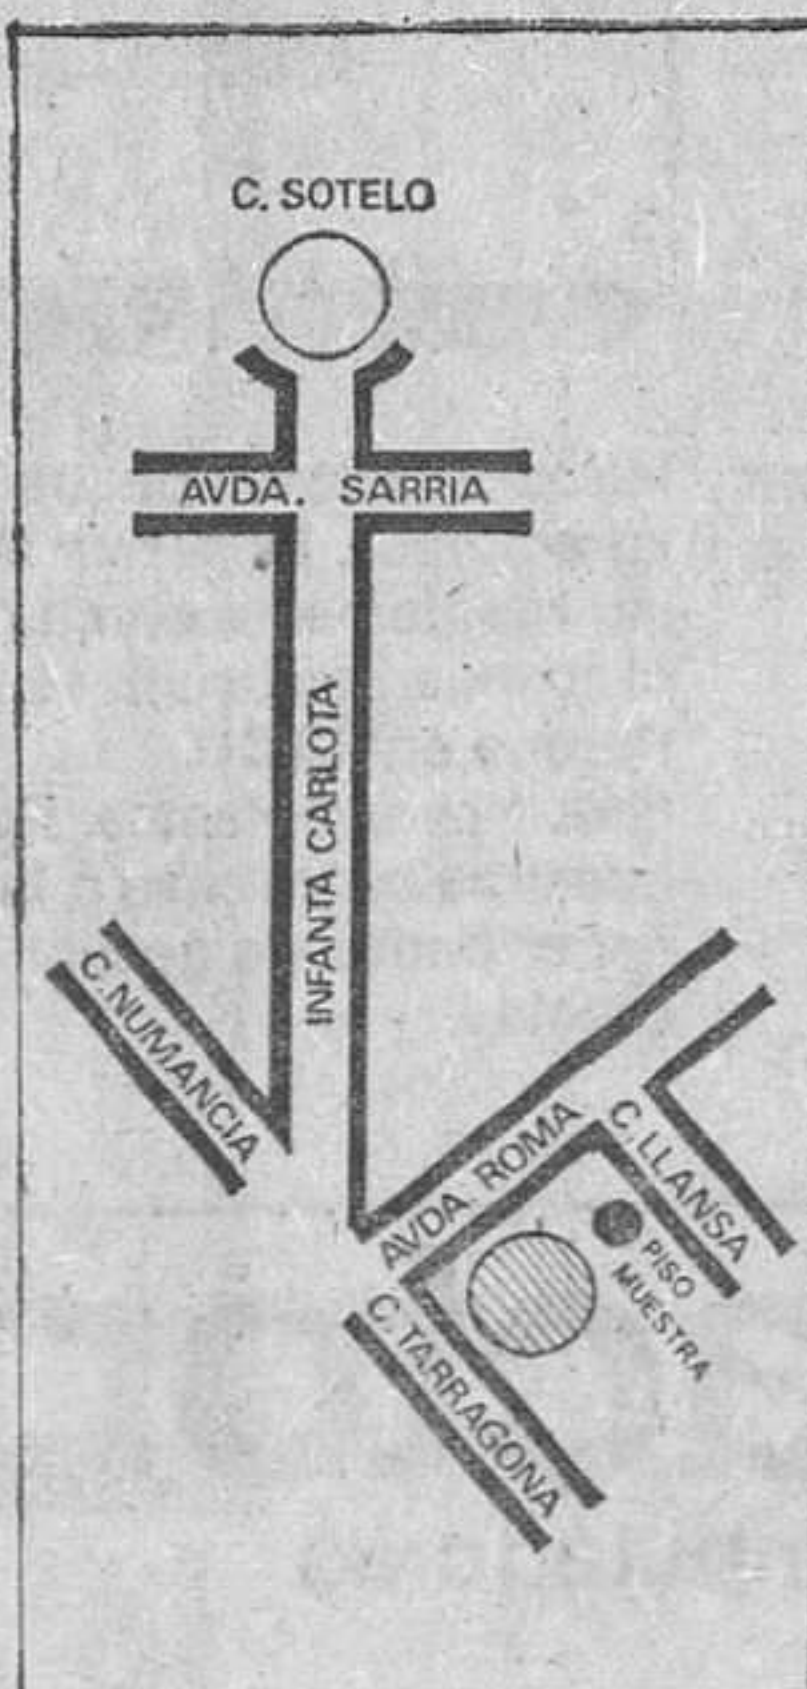 C. SOTELO
AVDA. SARRIA
INFANTA CARLOTA
C. NUMANCIA
AVDA. ROMA
C. LLANSA
PISO
MUESTRA
C. TARRAGONA